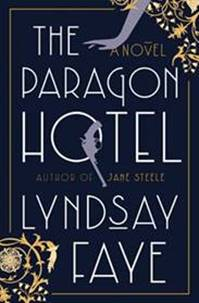 THE
A NOVEL
PARAGON
HOTEL
AUTHOR OF JANE STEELE
LYNDSAY
FAYE